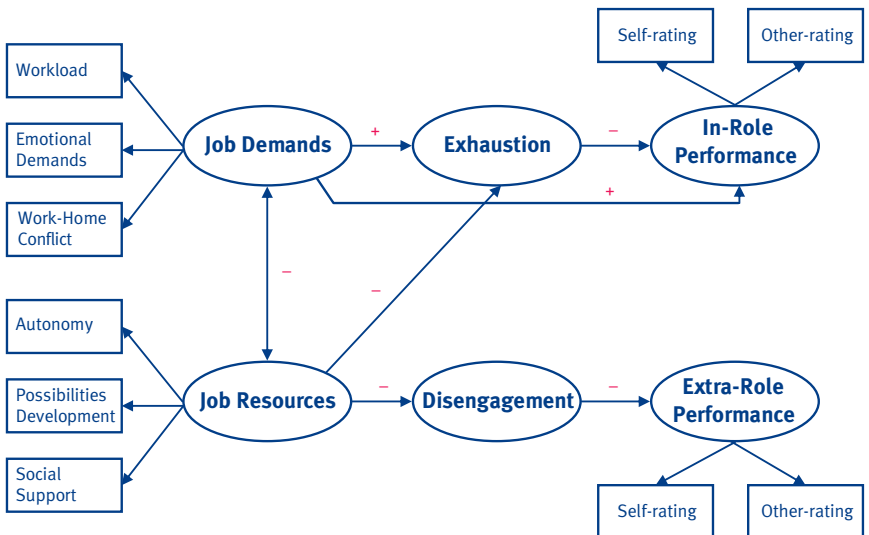 Self-rating
Other-rating
Workload
Emotional
Demands
Work-Home
Conflict
Job Demands
+
Exhaustion
–
In-Role
Performance
+
–
–
Autonomy
Possibilities
Development
Social
Support
Job Resources
–
Disengagement
–
Extra-Role
Performance
Self-rating
Other-rating